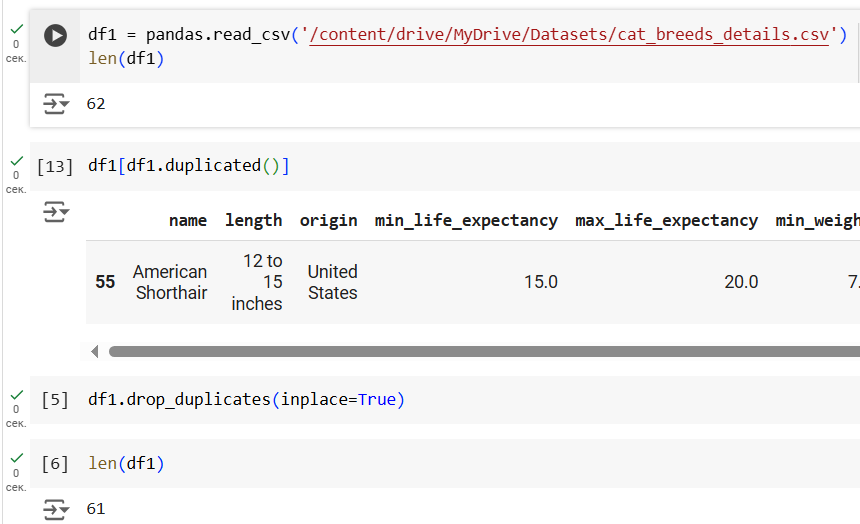 df1 = pandas.read_csv('/content/drive/MyDrive/Datasets/cat_breeds_details.csv')
0
сек.
len(df1)
62
0
сек.
[13] df1[df1.duplicated()]
name length origin min_life_expectancy max_life_expectancy min_weigh
55 American Shorthair 12 to 15 inches United States 15.0 20.0 7.
0
сек.
[5] df1.drop_duplicates(inplace=True)
0
сек.
[6] len(df1)
61